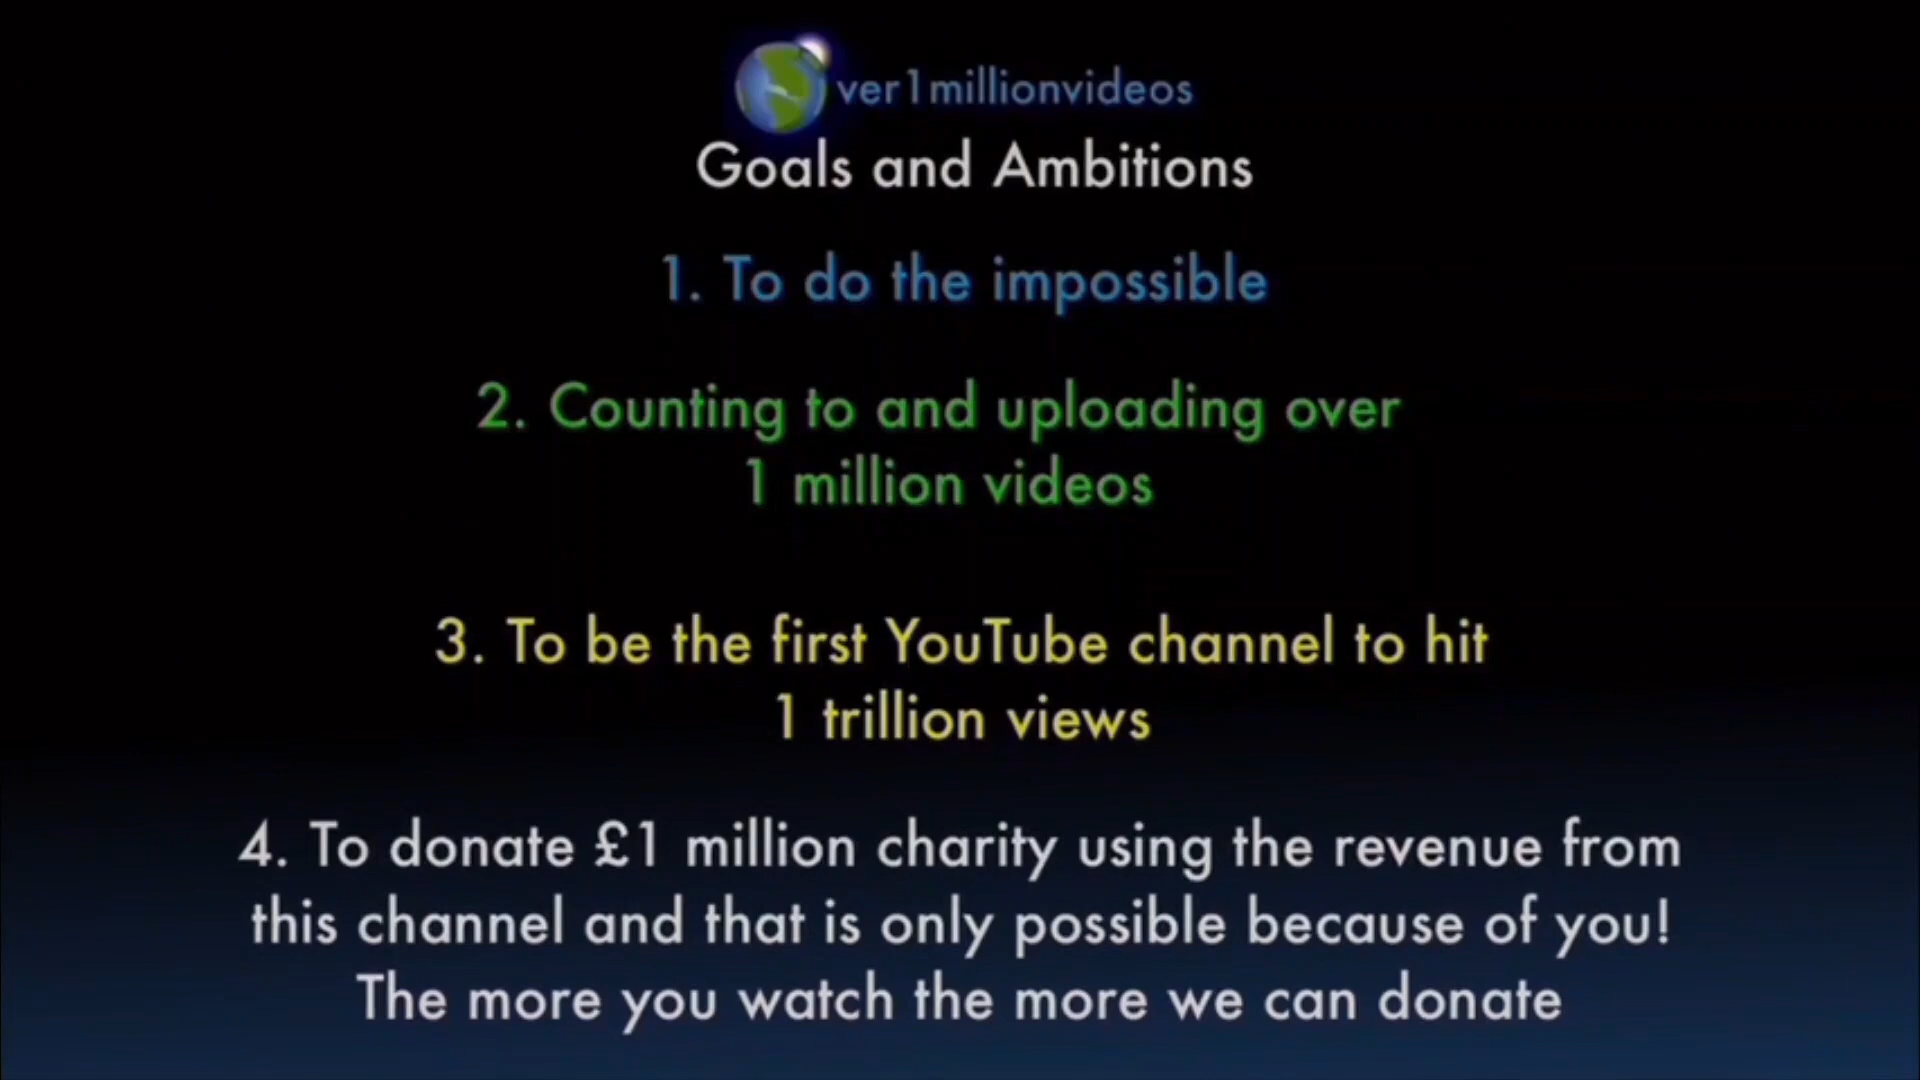 ver1millionvideos
Goals and Ambitions
1. To do the impossible
2. Counting to and uploading over
1 million videos
3. To be the first YouTube channel to hit
1 trillion views
4. To donate £1 million charity using the revenue from
this channel and that is only possible because of you!
The more you watch the more we can donate